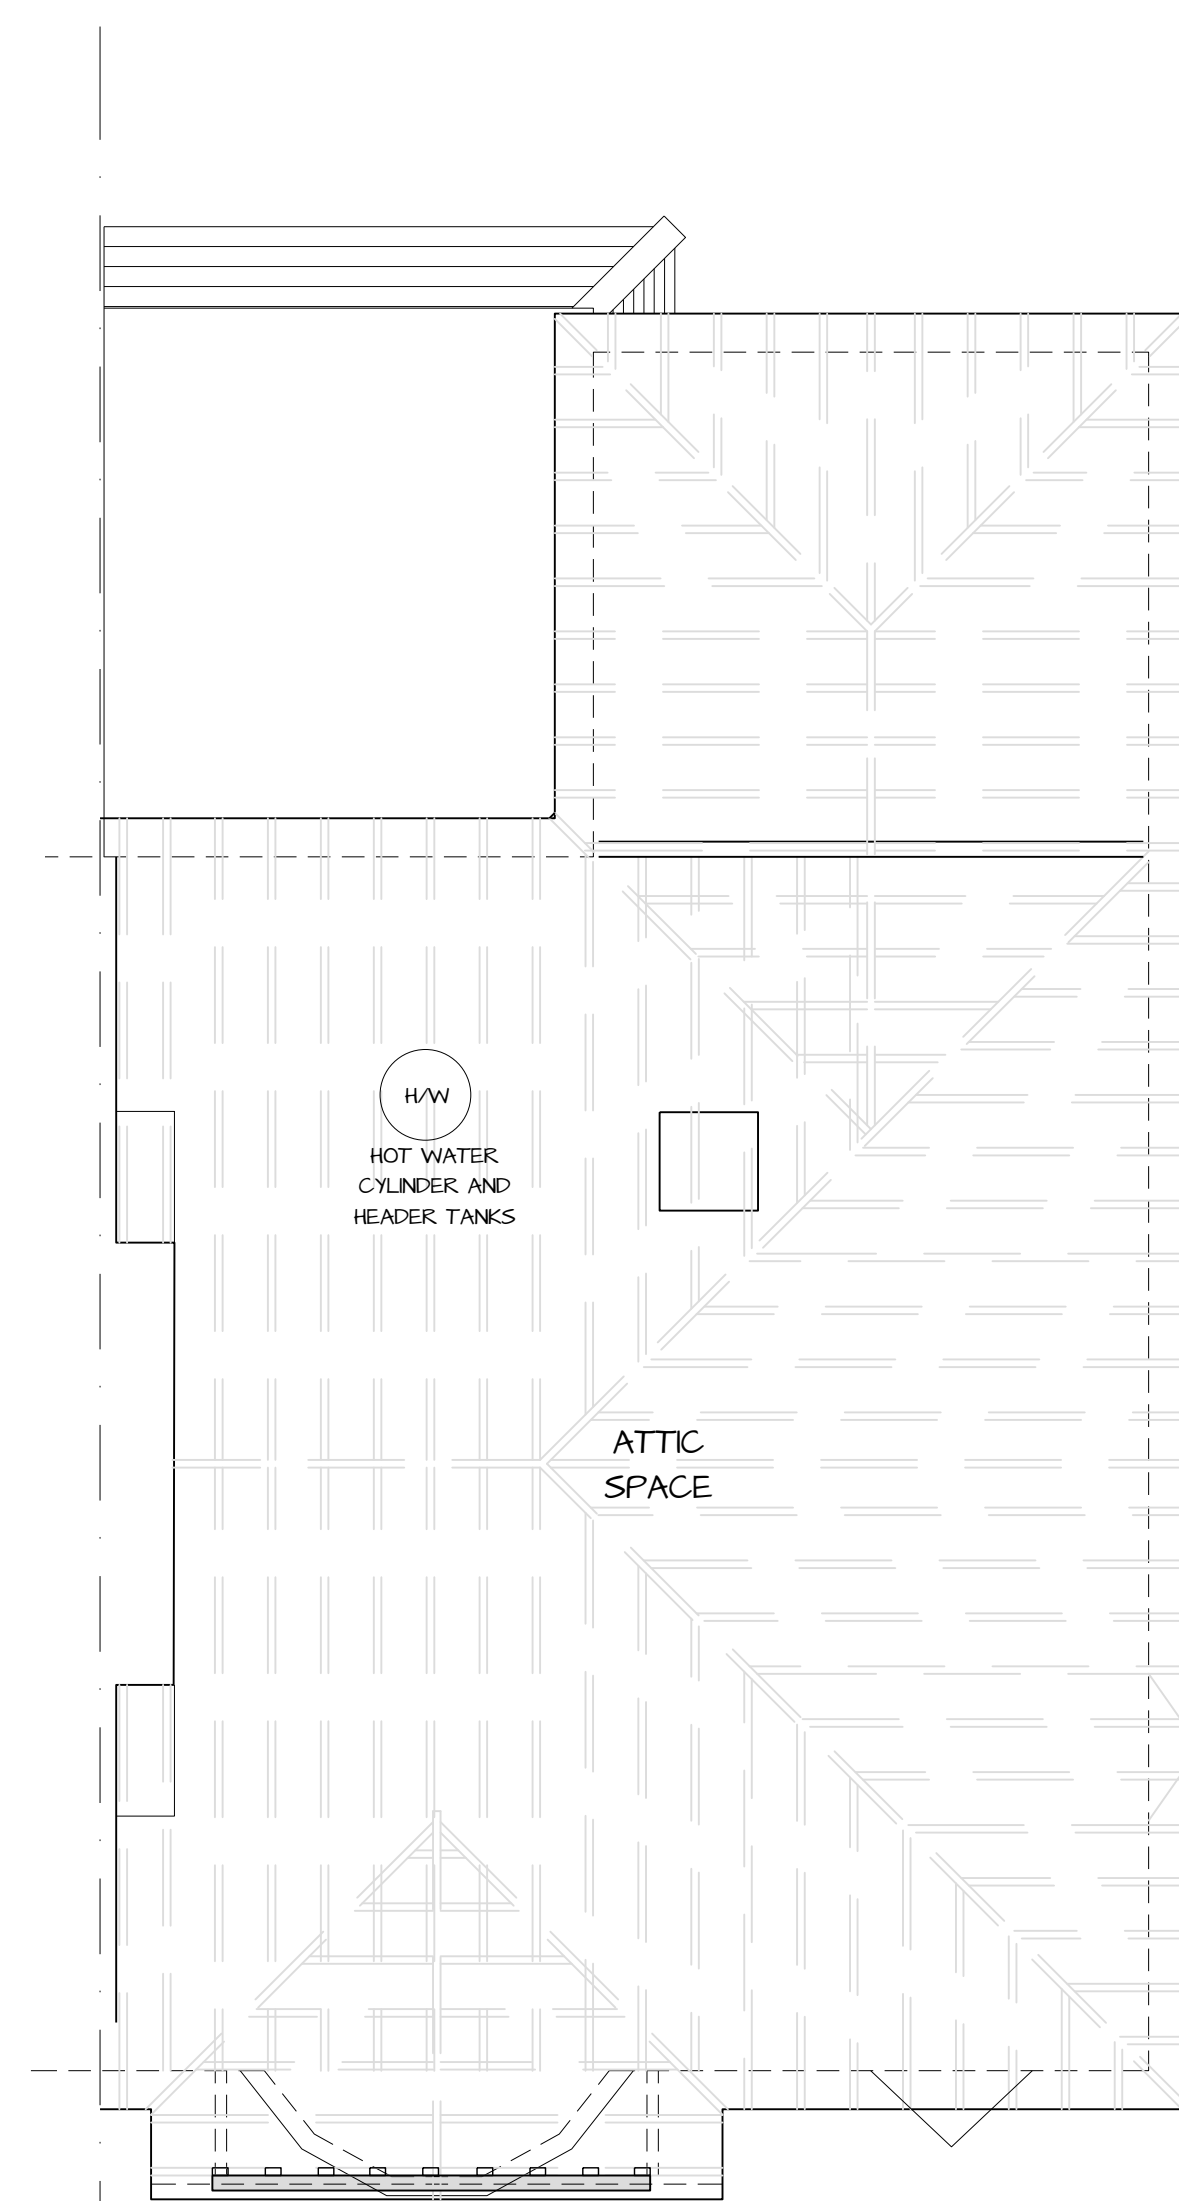 H/W
HOT WATER
CYLINDER AND
HEADER TANKS
ATTIC
SPACE